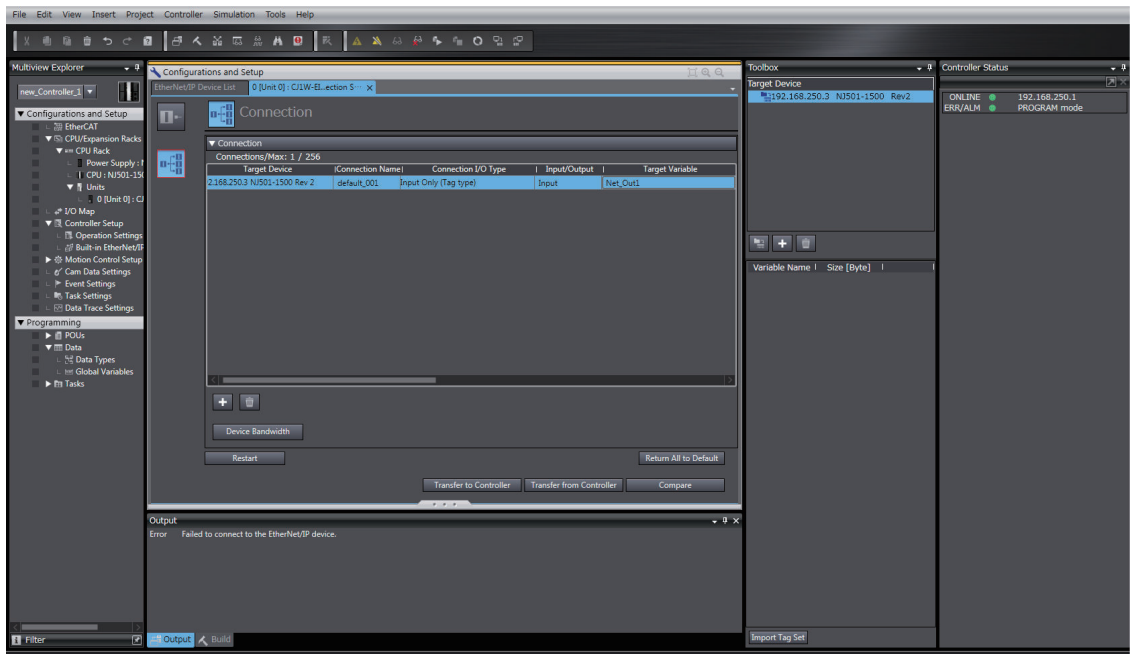 File Edit View Insert Project Controller Simulation Tools Help
Multiview Explorer
new_Controller_1
Configurations and Setup
EtherCAT
CPU/Expansion Racks
CPU Rack
Power Supply : N
CPU : NJ501-150
Units
0 [Unit 0] : CJ
I/O Map
Controller Setup
Operation Settings
Built-in EtherNet/IP
Motion Control Setup
Cam Data Settings
Event Settings
Task Settings
Data Trace Settings
Programming
POUs
Data
Data Types
Global Variables
Tasks
Filter
Configurations and Setup
EtherNet/IP Device List 0 [Unit 0] : CJ1W-EI...ection S...
Connection
Connection
Connections/Max: 1 / 256
Target Device Connection Name Connection I/O Type Input/Output Target Variable
2.168.250.3 NJ501-1500 Rev 2 default_001 Input Only (Tag type) Input Net_Out1
Device Bandwidth
Restart Return All to Default
Transfer to Controller Transfer from Controller Compare
Output
Error Failed to connect to the EtherNet/IP device.
Output Build
Toolbox
Target Device
192.168.250.3 NJ501-1500 Rev2
Variable Name Size [Byte]
Import Tag Set
Controller Status
ONLINE 192.168.250.1
ERR/ALM PROGRAM mode